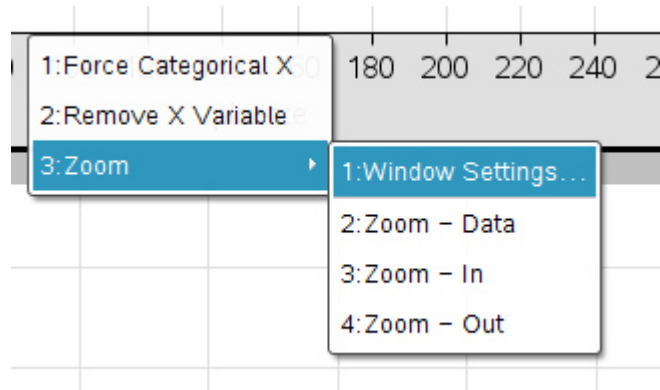 1:Force Categorical X
2:Remove X Variable
3:Zoom
180 200 220 240 2
1:Window Settings...
2:Zoom – Data
3:Zoom – In
4:Zoom – Out